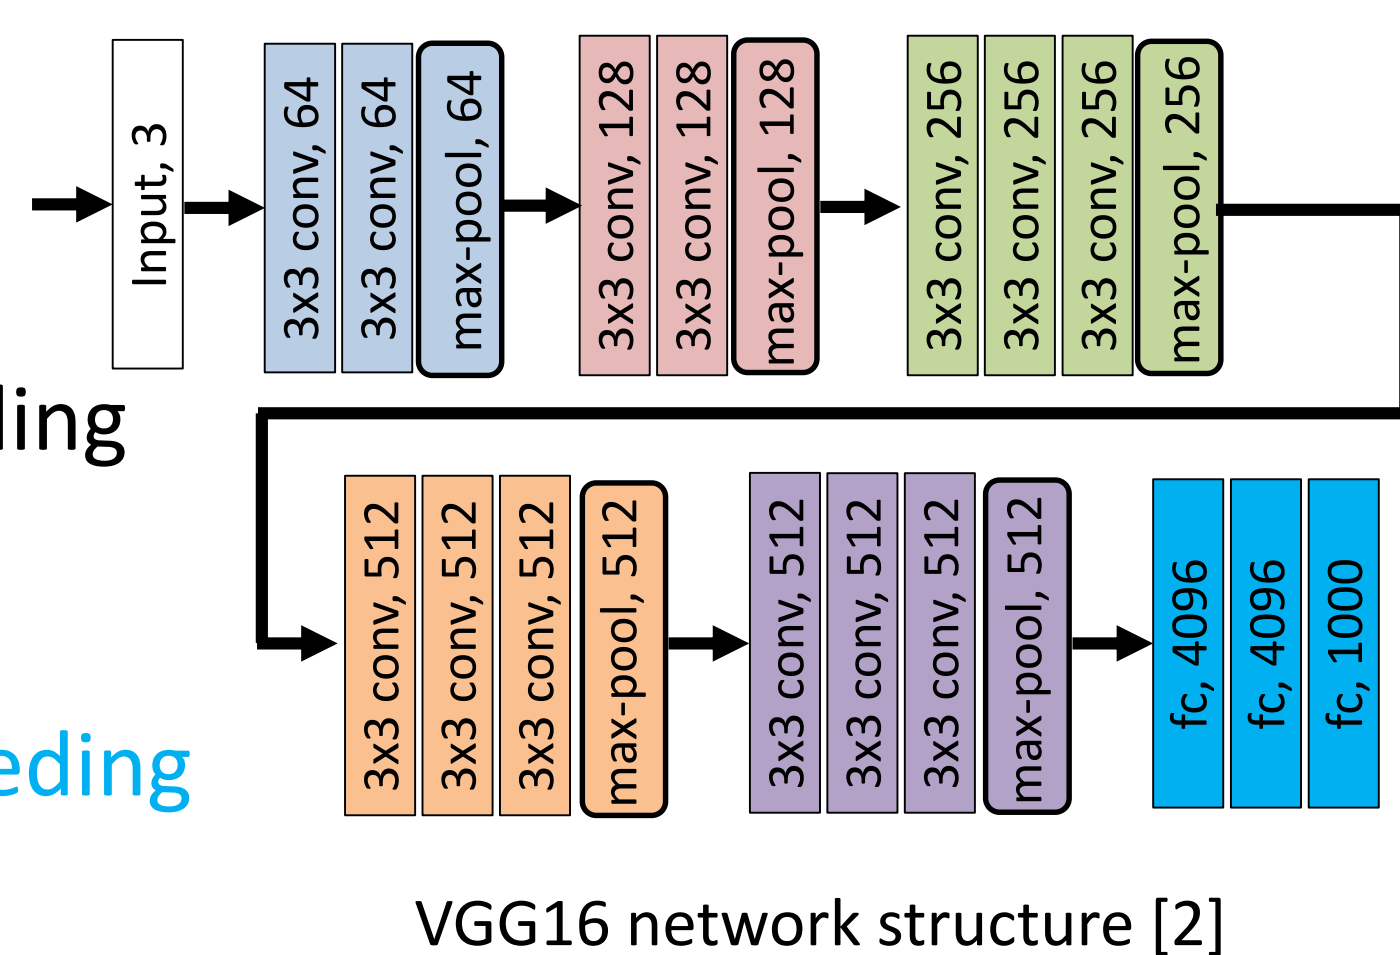 Input, 3
3x3 conv, 64
3x3 conv, 64
max-pool, 64
3x3 conv, 128
3x3 conv, 128
max-pool, 128
3x3 conv, 256
3x3 conv, 256
3x3 conv, 256
max-pool, 256
ling
3x3 conv, 512
3x3 conv, 512
3x3 conv, 512
max-pool, 512
3x3 conv, 512
3x3 conv, 512
3x3 conv, 512
max-pool, 512
fc, 4096
fc, 4096
fc, 1000
eding
VGG16 network structure [2]